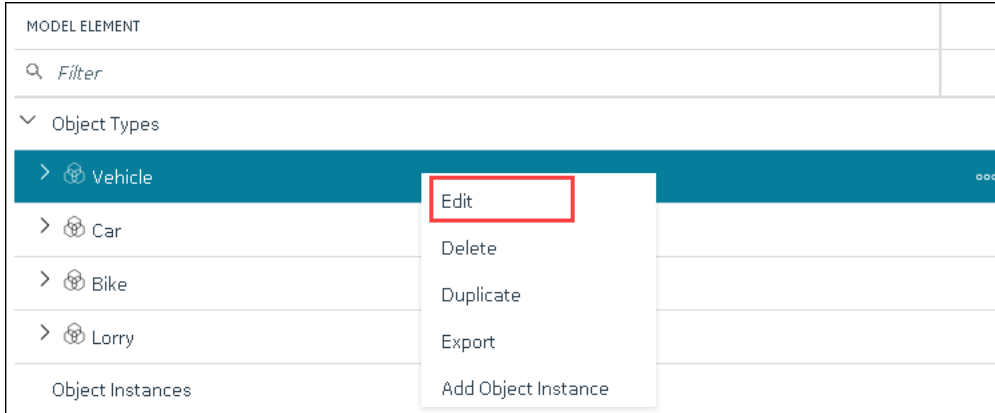 MODEL ELEMENT
Filter
Object Types
Vehicle
Edit
Car
Delete
Bike
Duplicate
Lorry
Export
Object Instances
Add Object Instance